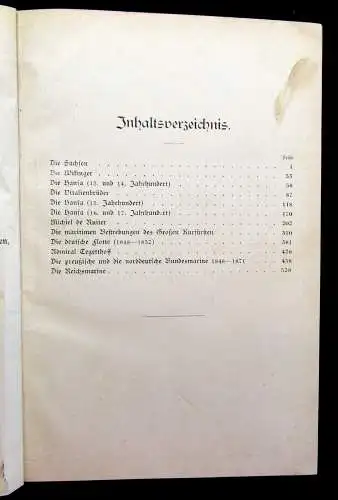 Inhaltsverzeichnis.
Seite
Die Sachsen 1
Die Wikinger 35
Die Hansa (13. und 14. Jahrhundert) 56
Die Vitalienbrüder 87
Die Hansa (15. Jahrhundert) 118
Die Hansa (16. und 17. Jahrhundert) 170
Michiel de Ruiter 202
Die maritimen Bestrebungen des Großen Kurfürsten 310
Die deutsche Flotte (1848—1852) 361
Admiral Tegetthoff 426
Die preußische und die norddeutsche Bundesmarine 1848—1871 458
Die Reichsmarine 520